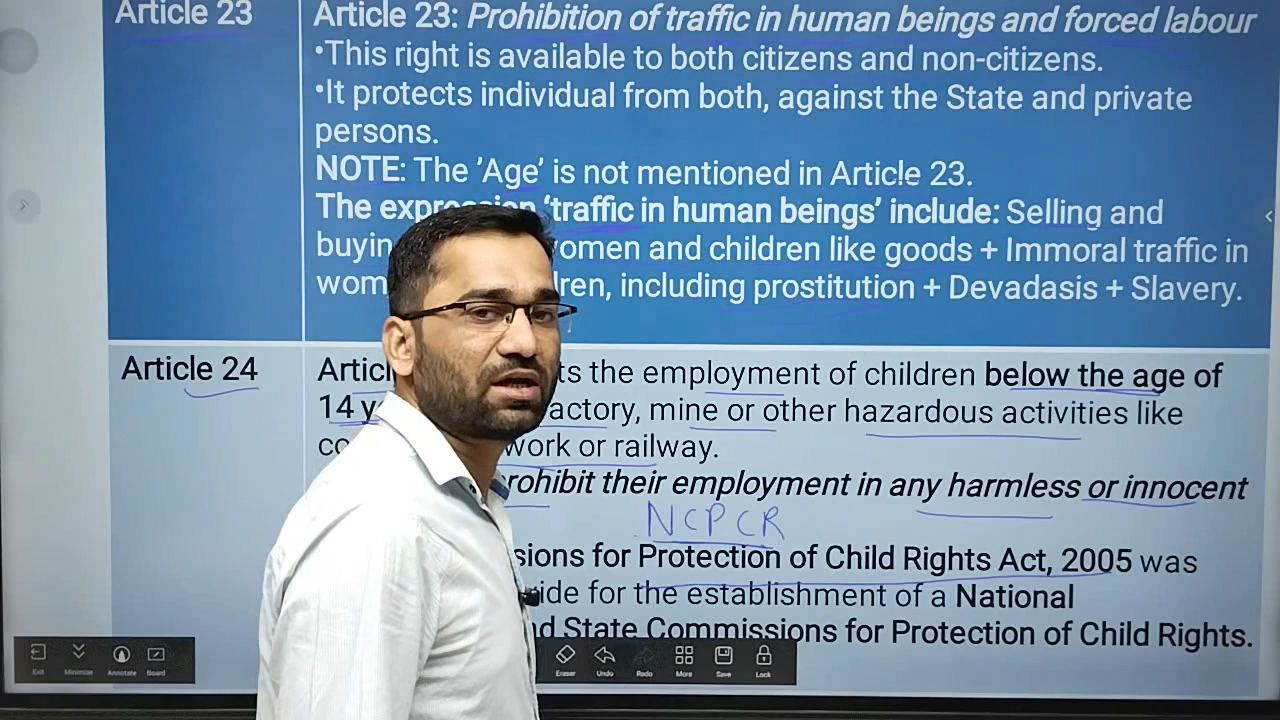 Article 23
Article 23: Prohibition of traffic in human beings and forced labour
•This right is available to both citizens and non-citizens.
•It protects individual from both, against the State and private
persons.
NOTE: The 'Age' is not mentioned in Article 23.
The expression 'traffic in human beings' include: Selling and
buyin women and children like goods + Immoral traffic in
wom ren, including prostitution + Devadasis + Slavery.
Article 24
Artic ts the employment of children below the age of
14 y actory, mine or other hazardous activities like
co work or railway.
rohibit their employment in any harmless or innocent
NCPCR
sions for Protection of Child Rights Act, 2005 was
ide for the establishment of a National
nd State Commissions for Protection of Child Rights.
Exit Minimize Annotate Board Eraser Undo Redo More Save Lock